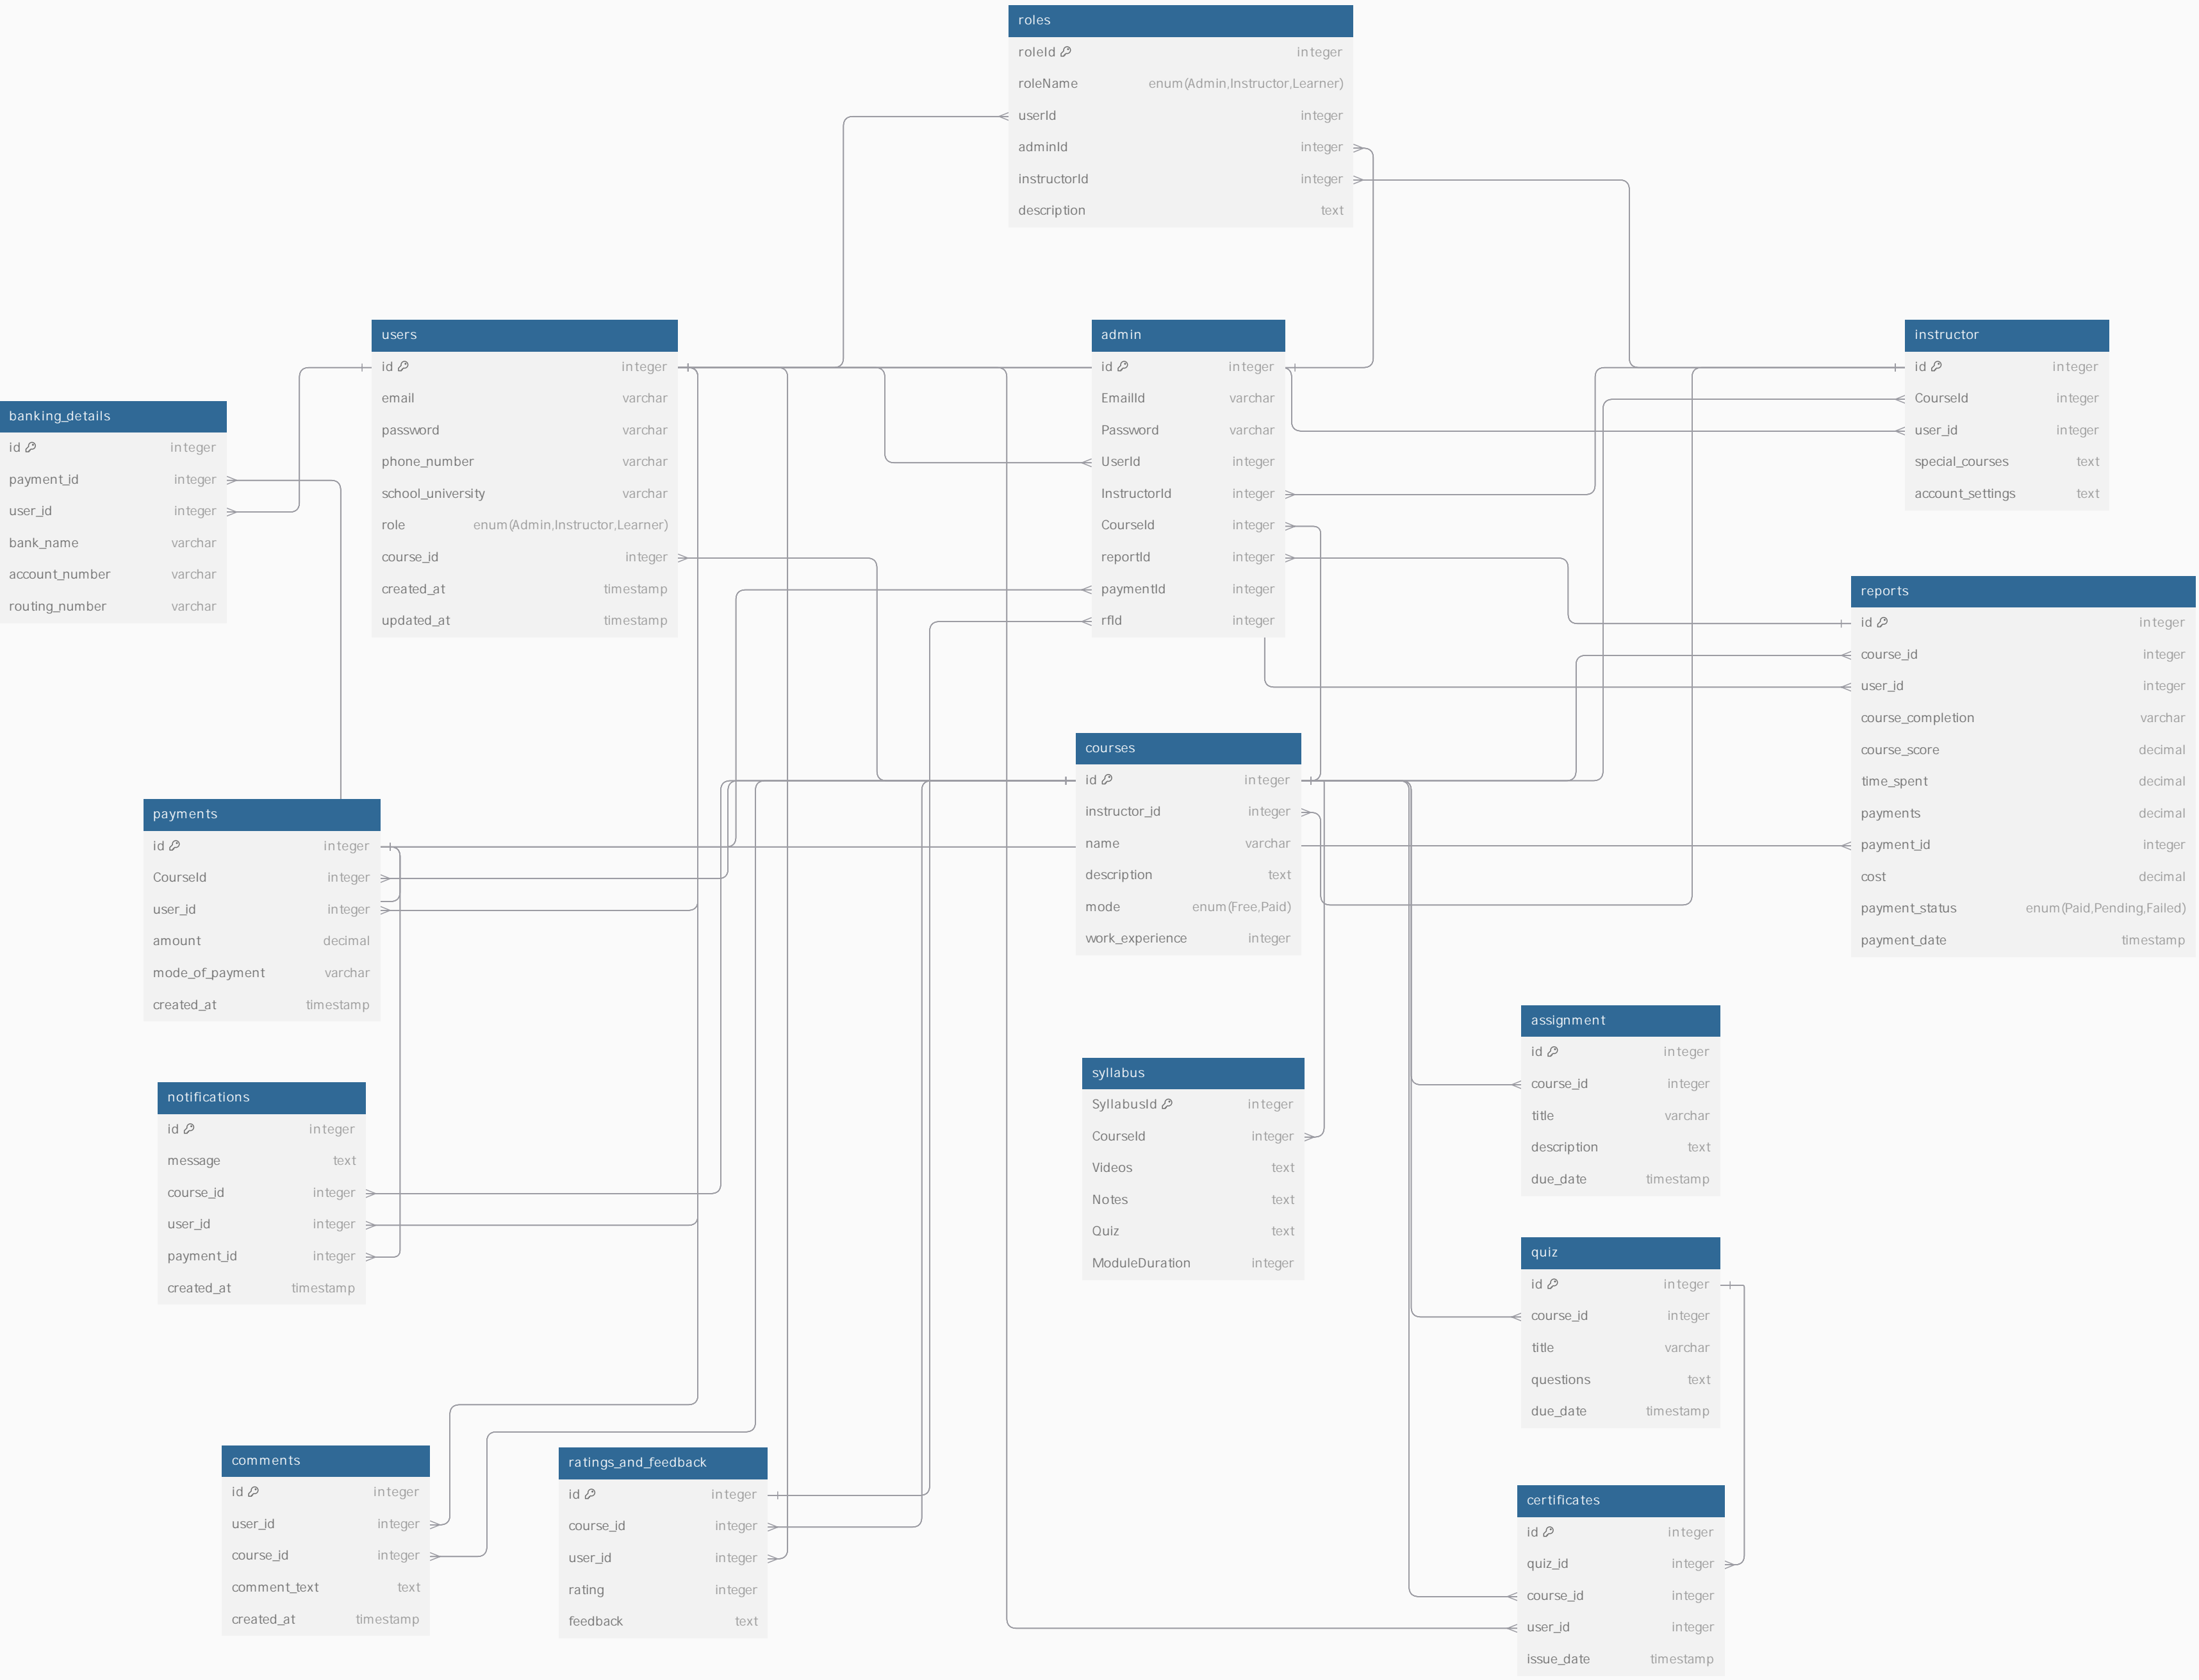 roles
roleId integer
roleName enum(Admin,Instructor,Learner)
userId integer
adminId integer
instructorId integer
description text
users
id integer
email varchar
password varchar
phone_number varchar
school_university varchar
role enum(Admin,Instructor,Learner)
course_id integer
created_at timestamp
updated_at timestamp
admin
id integer
EmailId varchar
Password varchar
UserId integer
InstructorId integer
CourseId integer
reportId integer
paymentId integer
rfId integer
instructor
id integer
CourseId integer
user_id integer
special_courses text
account_settings text
banking_details
id integer
payment_id integer
user_id integer
bank_name varchar
account_number varchar
routing_number varchar
reports
id integer
course_id integer
user_id integer
course_completion varchar
course_score decimal
time_spent decimal
payments decimal
payment_id integer
cost decimal
payment_status enum(Paid,Pending,Failed)
payment_date timestamp
courses
id integer
instructor_id integer
name varchar
description text
mode enum(Free,Paid)
work_experience integer
payments
id integer
CourseId integer
user_id integer
amount decimal
mode_of_payment varchar
created_at timestamp
assignment
id integer
course_id integer
title varchar
description text
due_date timestamp
syllabus
SyllabusId integer
CourseId integer
Videos text
Notes text
Quiz text
ModuleDuration integer
notifications
id integer
message text
course_id integer
user_id integer
payment_id integer
created_at timestamp
quiz
id integer
course_id integer
title varchar
questions text
due_date timestamp
comments
id integer
user_id integer
course_id integer
comment_text text
created_at timestamp
ratings_and_feedback
id integer
course_id integer
user_id integer
rating integer
feedback text
certificates
id integer
quiz_id integer
course_id integer
user_id integer
issue_date timestamp